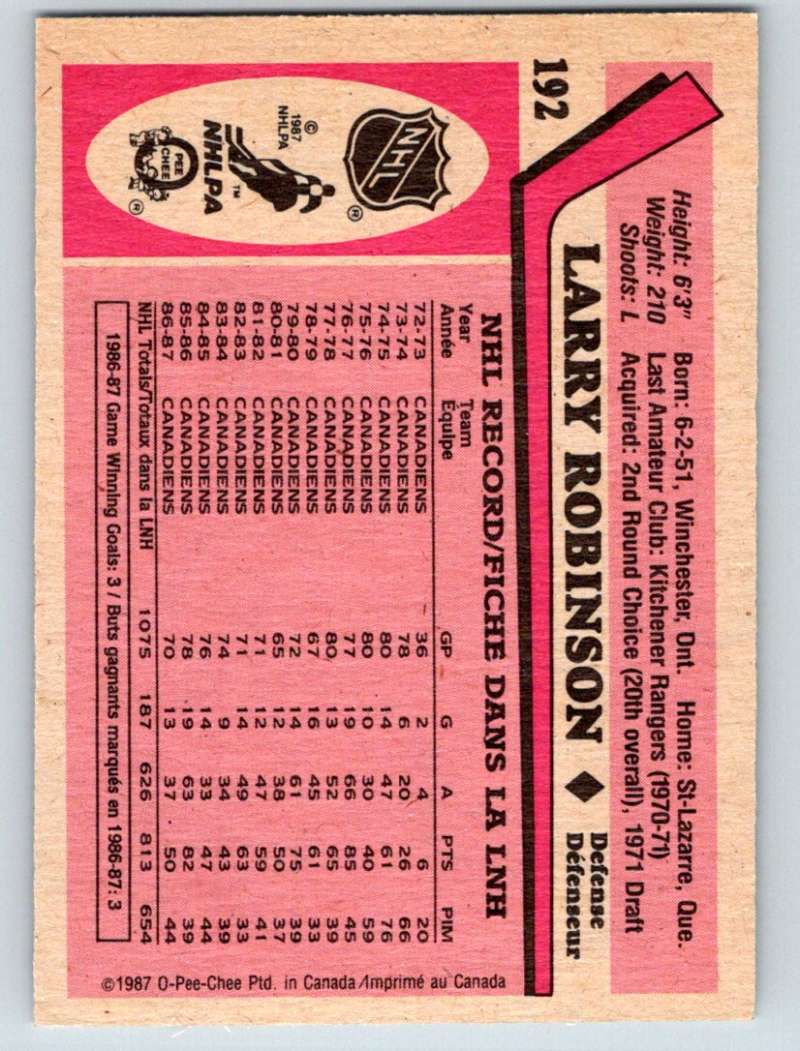 192
Height: 6'3" Born: 6-2-51, Winchester, Ont. Home: St-Lazarre, Que.
Weight: 210 Last Amateur Club: Kitchener Rangers (1970-71)
Shoots: L Acquired: 2nd Round Choice (20th overall), 1971 Draft
LARRY ROBINSON ◆ Defense
Défenseur
NHL
®
© 1987 NHLPA
NHLPA
™
O PEE CHEE
®
NHL RECORD/FICHE DANS LA LNH
Year Team
Année Équipe GP G A PTS PIM
72-73 CANADIENS 36 2 4 6 20
73-74 CANADIENS 78 6 20 26 66
74-75 CANADIENS 80 14 47 61 76
75-76 CANADIENS 80 10 30 40 59
76-77 CANADIENS 77 19 66 85 45
77-78 CANADIENS 80 13 52 65 39
78-79 CANADIENS 67 16 45 61 33
79-80 CANADIENS 72 14 61 75 39
80-81 CANADIENS 65 12 38 50 37
81-82 CANADIENS 71 12 47 59 41
82-83 CANADIENS 71 14 49 63 33
83-84 CANADIENS 74 9 34 43 39
84-85 CANADIENS 76 14 33 47 44
85-86 CANADIENS 78 19 63 82 39
86-87 CANADIENS 70 13 37 50 44
NHL Totals/Totaux dans la LNH 1075 187 626 813 654
1986-87 Game Winning Goals: 3 / Buts gagnants marqués en 1986-87: 3
©1987 O-Pee-Chee Ptd. in Canada/Imprimé au Canada